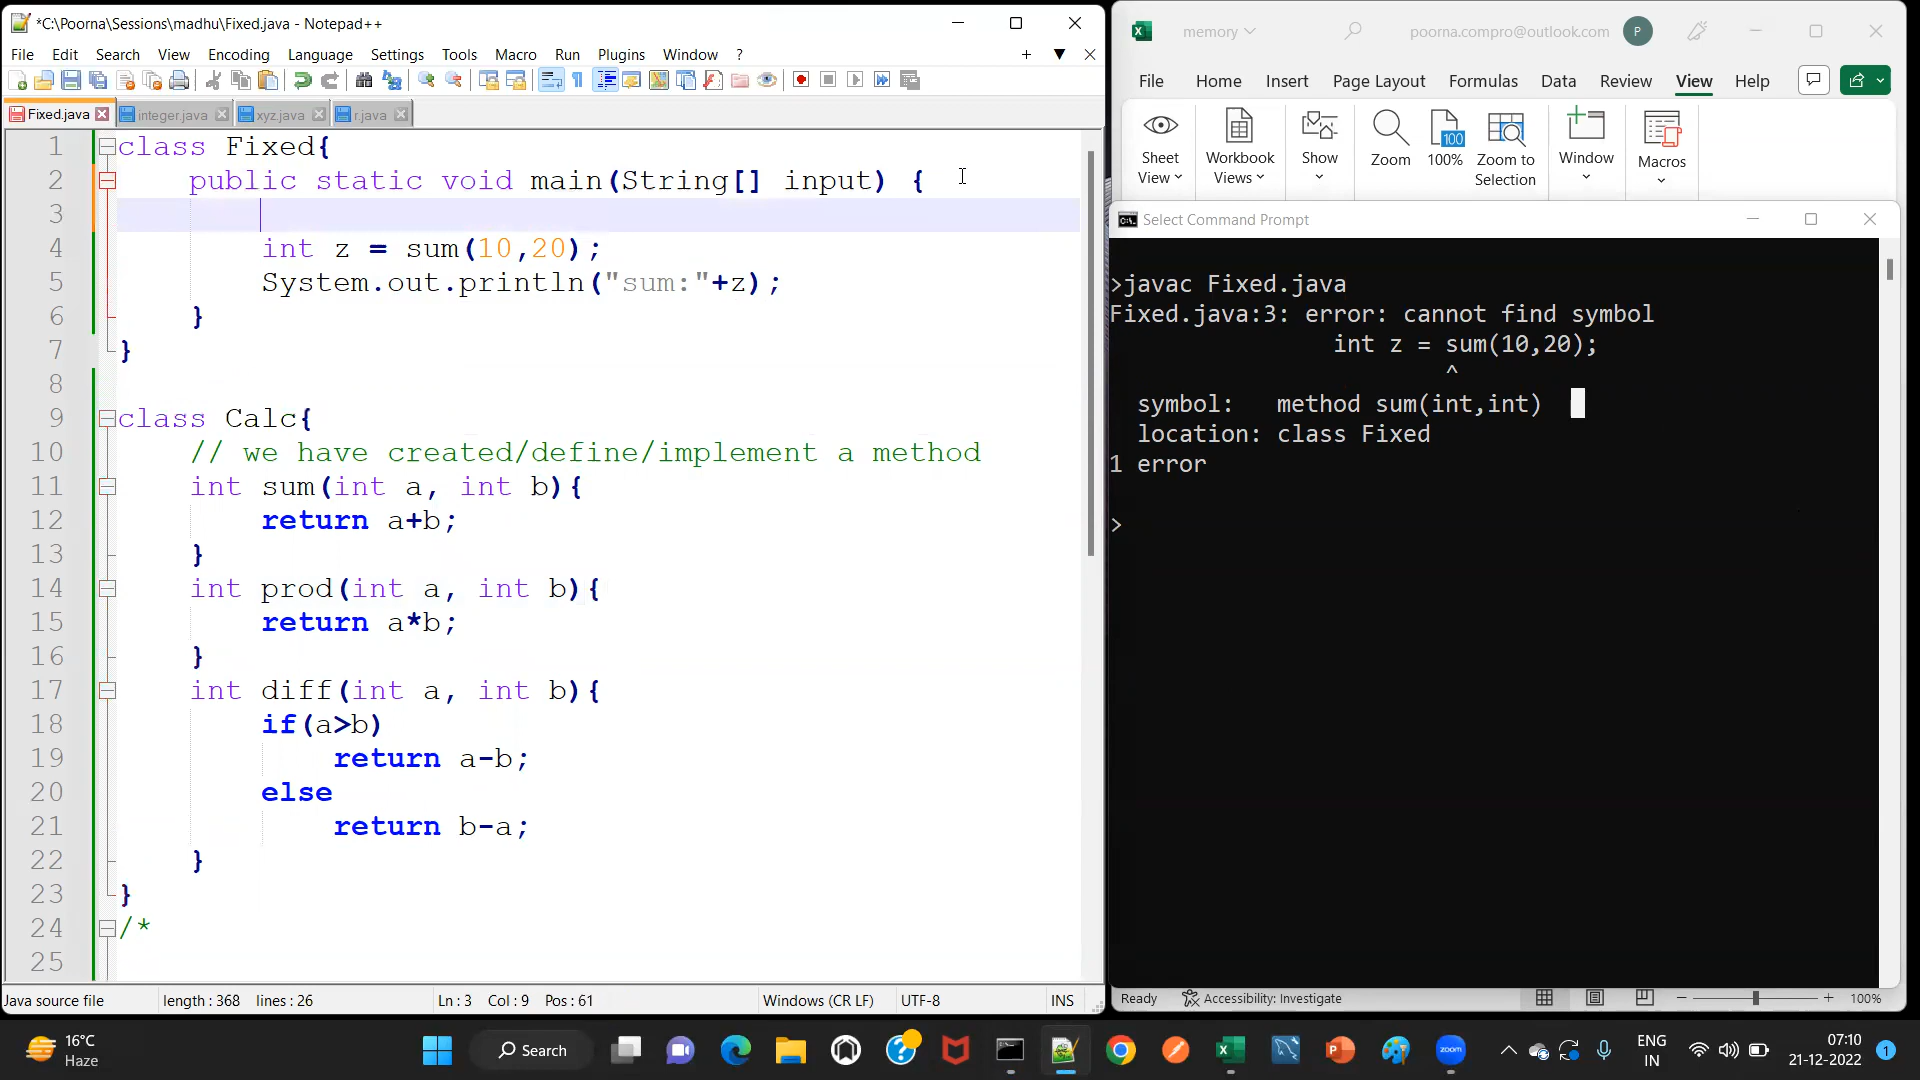 *C:\Poorna\Sessions\madhu\Fixed.java - Notepad++
File Edit Search View Encoding Language Settings Tools Macro Run Plugins Window ?
Fixed.java integer.java xyz.java r.java
1 class Fixed{
2 public static void main(String[] input) {
3
4 int z = sum(10,20);
5 System.out.println("sum:"+z);
6 }
7 }
8
9 class Calc{
10 // we have created/define/implement a method
11 int sum(int a, int b){
12 return a+b;
13 }
14 int prod(int a, int b){
15 return a*b;
16 }
17 int diff(int a, int b){
18 if(a>b)
19 return a-b;
20 else
21 return b-a;
22 }
23 }
24 /*
25
Java source file length : 368 lines : 26 Ln : 3 Col : 9 Pos : 61 Windows (CR LF) UTF-8 INS
memory poorna.compro@outlook.com P
File Home Insert Page Layout Formulas Data Review View Help
Sheet View Workbook Views Show Zoom 100 100% Zoom to Selection Window Macros
Select Command Prompt
>javac Fixed.java
Fixed.java:3: error: cannot find symbol
int z = sum(10,20);
^
symbol: method sum(int,int)
location: class Fixed
1 error
>
Ready Accessibility: Investigate 100%
16°C
Haze
Search
zoom
ENG
IN
07:10
21-12-2022
1